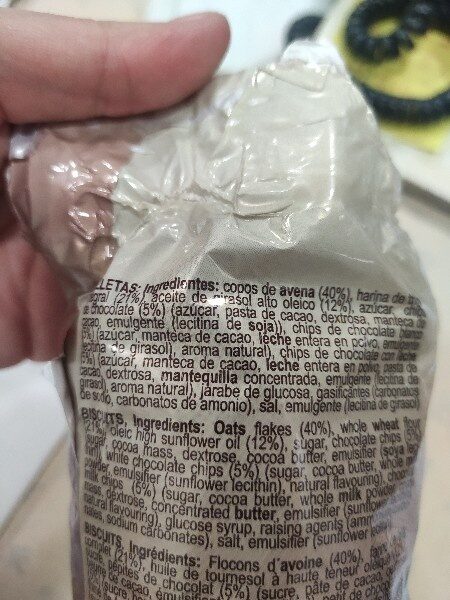 LLETAS: Ingredientes: copos de avena (40%), harina de
(21%), aceite de girasol alto oleico (12%), azúcar,
de chocolate (5%) (azúcar, pasta de cacao, dextrosa, manteca
cacao, emulgente (lecitina de soja)), chips de chocolate
(azúcar, manteca de cacao, leche entera en polvo, emulgente
de girasol), aroma natural), chips de chocolate con leche
azúcar, manteca de cacao, leche entera en polvo, pasta de
cacao, dextrosa, mantequilla concentrada, emulgente (lecitina de
girasol), aroma natural), jarabe de glucosa, gasificantes (carbonatos
de sodio, carbonatos de amonio), sal, emulgente (lecitina de girasol)
BISCUITS, Ingredients: Oats flakes (40%), whole wheat flour
(21%), oleic high sunflower oil (12%), sugar, chocolate chips
sugar, cocoa mass, dextrose, cocoa butter, emulsifier (soya
white chocolate chips (5%) (sugar, cocoa butter, whole
powder, emulsifier (sunflower lecithin), natural flavouring),
chips (5%) (sugar, cocoa butter, whole milk powder,
dextrose, concentrated butter, emulsifier (sunflower
natural flavouring), glucose syrup, raising agents
sodium carbonates), salt, emulsifier (sunflower
BISCUITS, Ingrédients: Flocons d'avoine (40%),
(21%), huile de tournesol à haute teneur
pépites de chocolat (5%) (sucre, pâte de cacao,
de cacao,